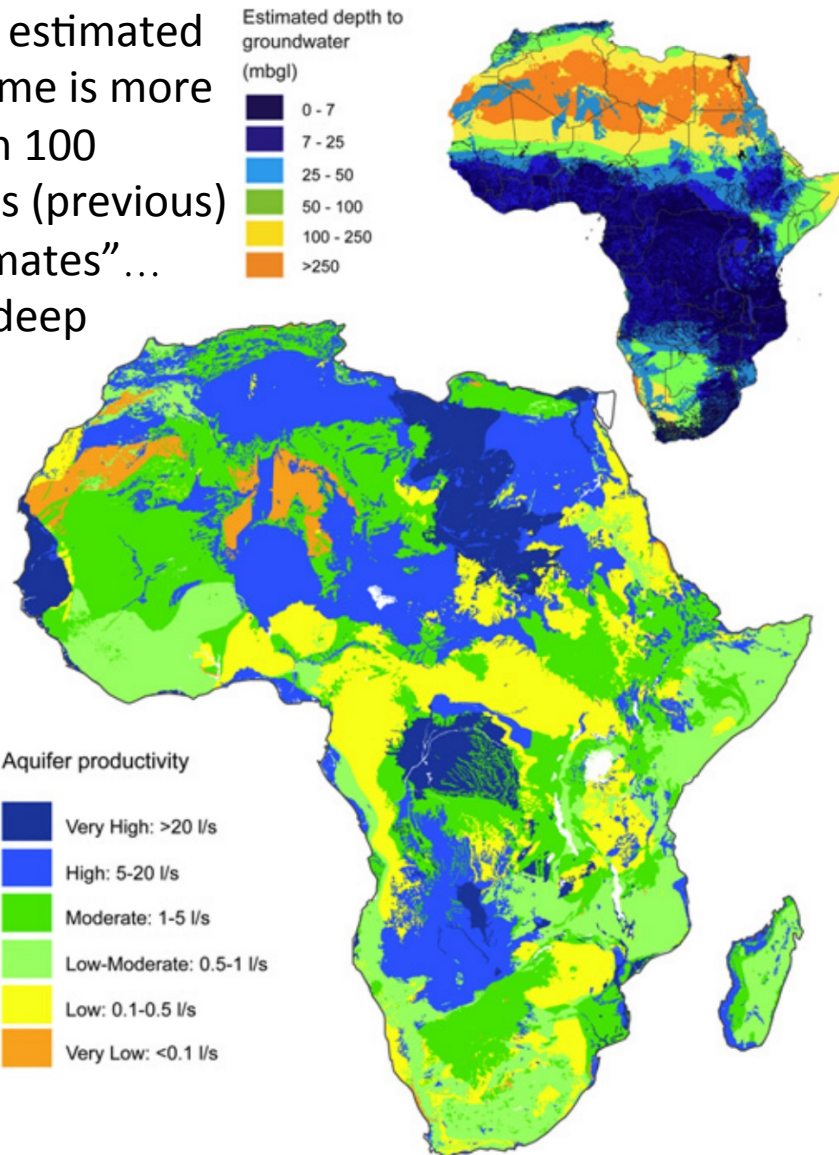 estimated
me is more
n 100
s (previous)
mates”…
deep
Estimated depth to
groundwater
(mbgl)
0 - 7
7 - 25
25 - 50
50 - 100
100 - 250
>250
Aquifer productivity
Very High: >20 l/s
High: 5-20 l/s
Moderate: 1-5 l/s
Low-Moderate: 0.5-1 l/s
Low: 0.1-0.5 l/s
Very Low: <0.1 l/s